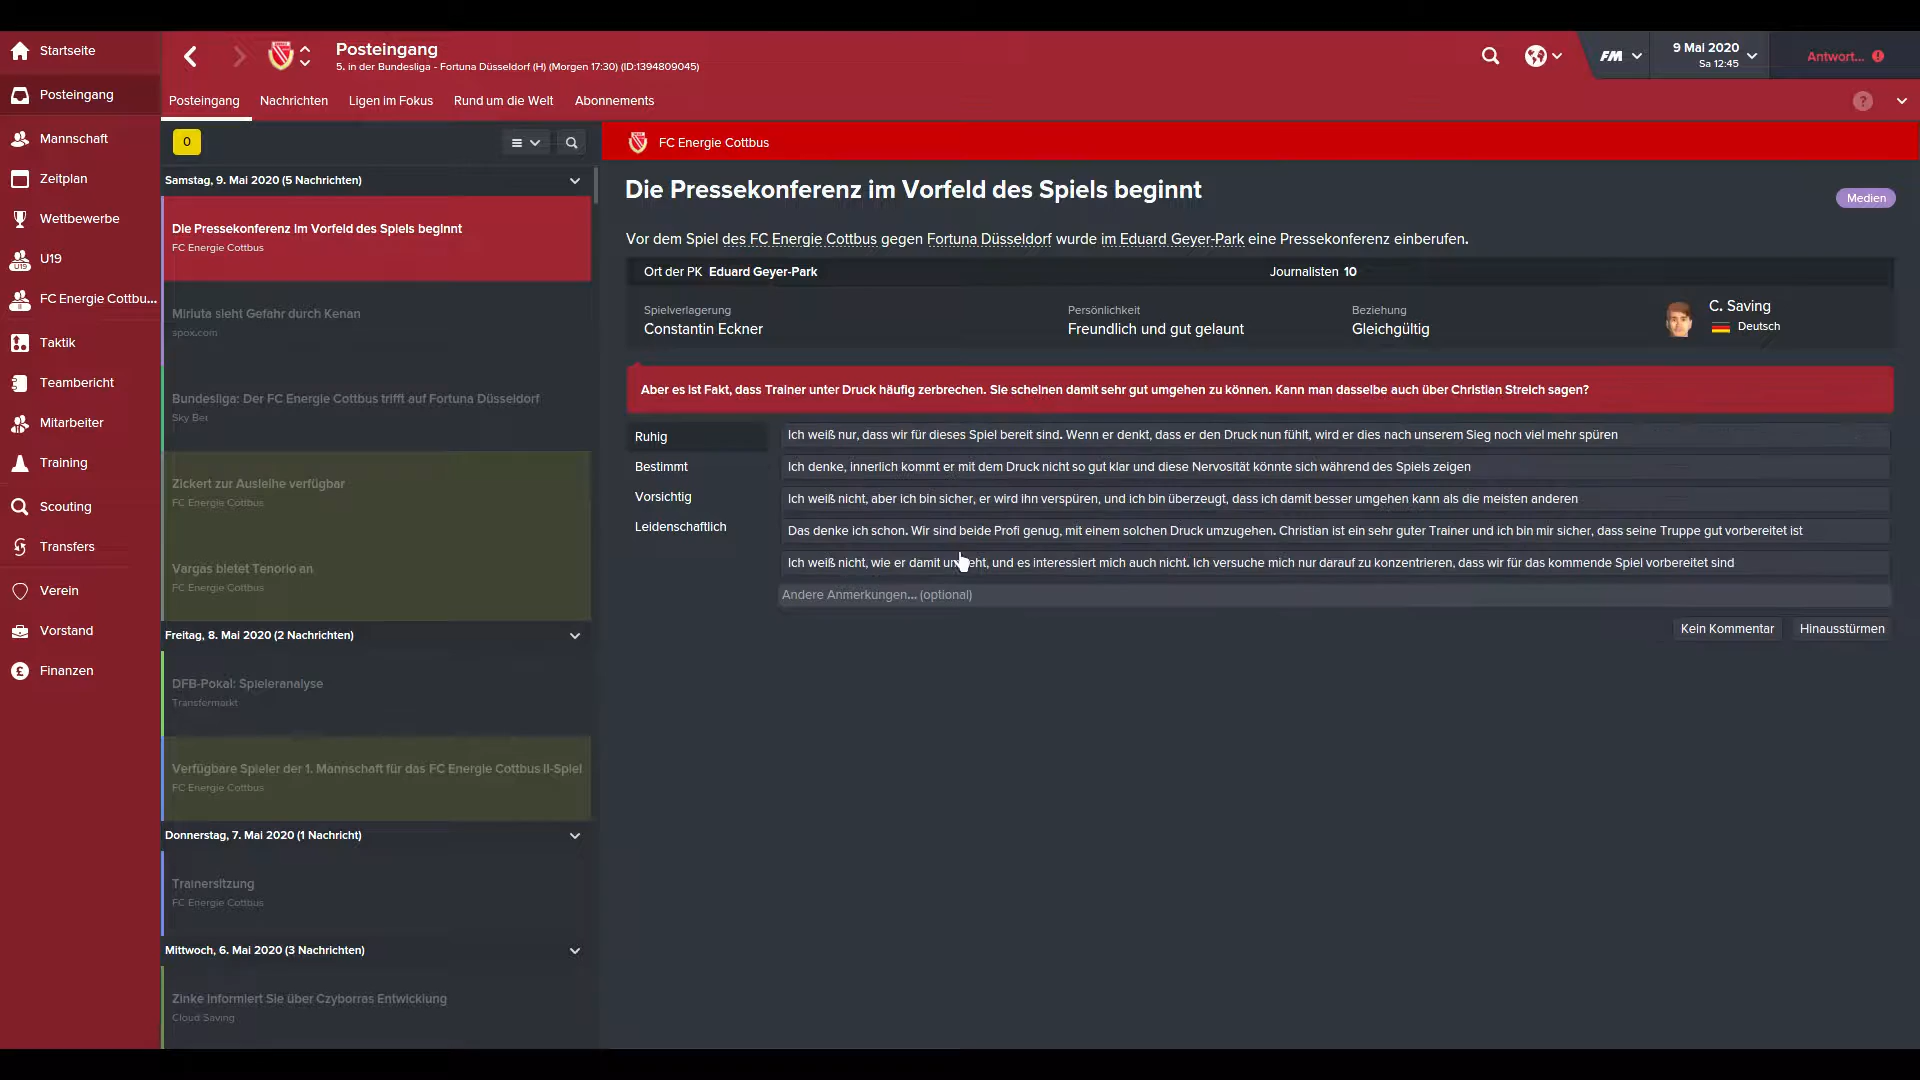 Startseite
Posteingang
Mannschaft
Zeitplan
Wettbewerbe
U19
FC Energie Cottbu...
Taktik
Teambericht
Mitarbeiter
Training
Scouting
Transfers
Verein
Vorstand
Finanzen
Posteingang
5. in der Bundesliga - Fortuna Düsseldorf (H) (Morgen 17:30) (ID:1394809045)
FM
9 Mai 2020
Sa 12:45
Antwort...
Posteingang Nachrichten Ligen im Fokus Rund um die Welt Abonnements
0
Samstag, 9. Mai 2020 (5 Nachrichten)
Die Pressekonferenz im Vorfeld des Spiels beginnt
FC Energie Cottbus
Miriuta sieht Gefahr durch Kenan
spox.com
Bundesliga: Der FC Energie Cottbus trifft auf Fortuna Düsseldorf
Sky Bet
Zickert zur Ausleihe verfügbar
FC Energie Cottbus
Vargas bietet Tenorio an
FC Energie Cottbus
Freitag, 8. Mai 2020 (2 Nachrichten)
DFB-Pokal: Spieleranalyse
Transfermarkt
Verfügbare Spieler der 1. Mannschaft für das FC Energie Cottbus II-Spiel
FC Energie Cottbus
Donnerstag, 7. Mai 2020 (1 Nachricht)
Trainersitzung
FC Energie Cottbus
Mittwoch, 6. Mai 2020 (3 Nachrichten)
Zinke informiert Sie über Czyborras Entwicklung
Cloud Saving
FC Energie Cottbus
Die Pressekonferenz im Vorfeld des Spiels beginnt
Medien
Vor dem Spiel des FC Energie Cottbus gegen Fortuna Düsseldorf wurde im Eduard Geyer-Park eine Pressekonferenz einberufen.
Ort der PK Eduard Geyer-Park Journalisten 10
Spielverlagerung Persönlichkeit Beziehung
Constantin Eckner Freundlich und gut gelaunt Gleichgültig
C. Saving
Deutsch
Aber es ist Fakt, dass Trainer unter Druck häufig zerbrechen. Sie scheinen damit sehr gut umgehen zu können. Kann man dasselbe auch über Christian Streich sagen?
Ruhig
Bestimmt
Vorsichtig
Leidenschaftlich
Ich weiß nur, dass wir für dieses Spiel bereit sind. Wenn er denkt, dass er den Druck nun fühlt, wird er dies nach unserem Sieg noch viel mehr spüren
Ich denke, innerlich kommt er mit dem Druck nicht so gut klar und diese Nervosität könnte sich während des Spiels zeigen
Ich weiß nicht, aber ich bin sicher, er wird ihn verspüren, und ich bin überzeugt, dass ich damit besser umgehen kann als die meisten anderen
Das denke ich schon. Wir sind beide Profi genug, mit einem solchen Druck umzugehen. Christian ist ein sehr guter Trainer und ich bin mir sicher, dass seine Truppe gut vorbereitet ist
Ich weiß nicht, wie er damit umgeht, und es interessiert mich auch nicht. Ich versuche mich nur darauf zu konzentrieren, dass wir für das kommende Spiel vorbereitet sind
Andere Anmerkungen... (optional)
Kein Kommentar Hinausstürmen